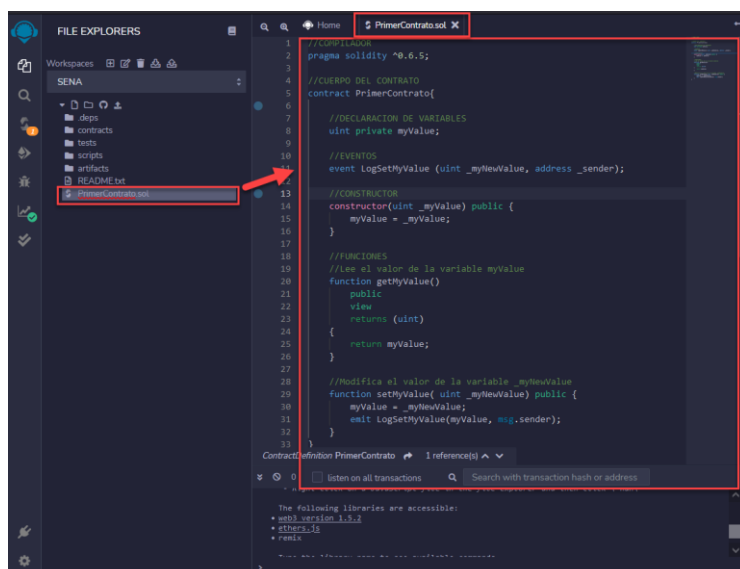 FILE EXPLORERS
Workspaces
SENA
.deps
contracts
tests
scripts
artifacts
README.txt
PrimerContrato.sol
Home
PrimerContrato.sol
1 //COMPILADOR
2 pragma solidity ^0.6.5;
3
4 //CUERPO DEL CONTRATO
5 contract PrimerContrato{
6
7 //DECLARACION DE VARIABLES
8 uint private myValue;
9
10 //EVENTOS
11 event LogSetMyValue (uint _myNewValue, address _sender);
12
13 //CONSTRUCTOR
14 constructor(uint _myValue) public {
15 myValue = _myValue;
16 }
17
18 //FUNCIONES
19 //Lee el valor de la variable myValue
20 function getMyValue()
21 public
22 view
23 returns (uint)
24 {
25 return myValue;
26 }
27
28 //Modifica el valor de la variable _myNewValue
29 function setMyValue( uint _myNewValue) public {
30 myValue = _myNewValue;
31 emit LogSetMyValue(myValue, msg.sender);
32 }
33 }
ContractDefinition PrimerContrato 1 reference(s)
0 listen on all transactions Search with transaction hash or address
The following libraries are accessible:
web3 version 1.5.2
ethers.js
remix